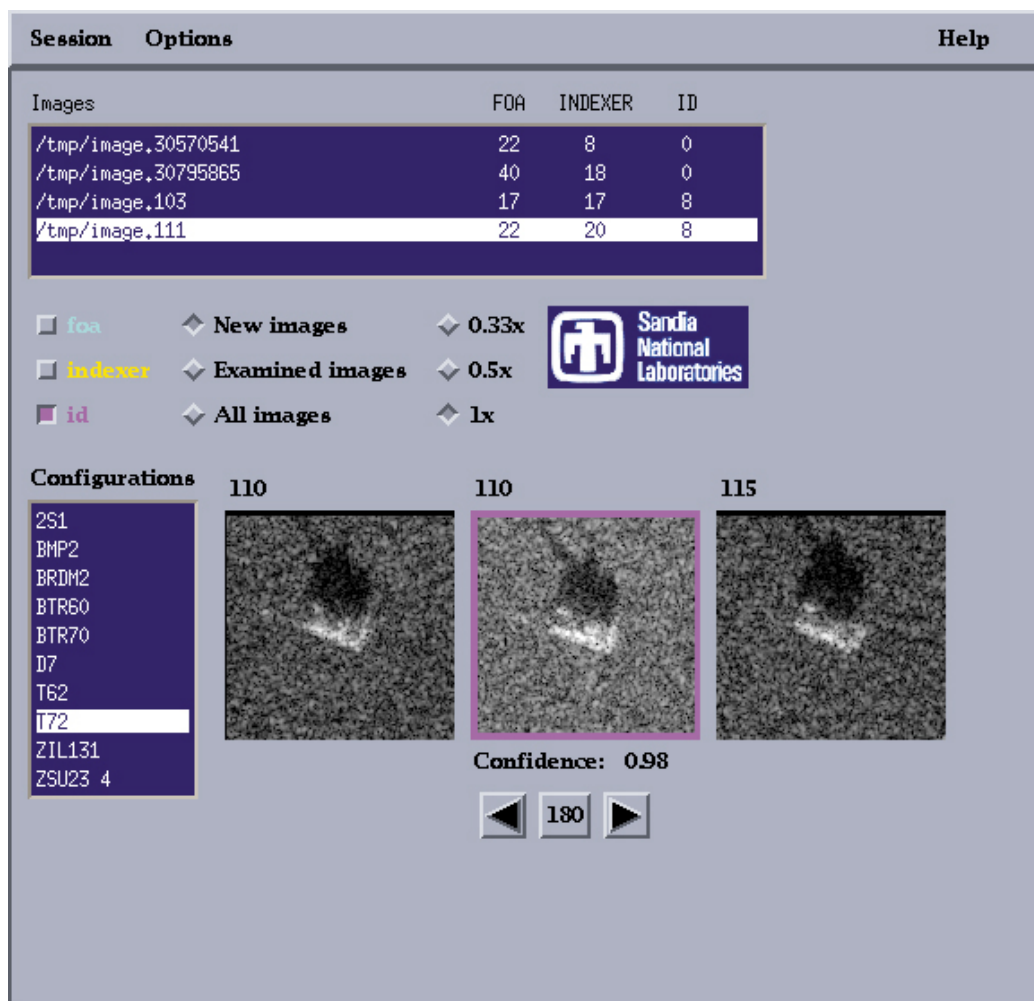 Session Options Help
Images FOA INDEXER ID
/tmp/image.30570541 22 8 0
/tmp/image.30795865 40 18 0
/tmp/image.103 17 17 8
/tmp/image.111 22 20 8
foa New images 0.33x
indexer Examined images 0.5x
id All images 1x
Sandia
National
Laboratories
Configurations
2S1
BMP2
BRDM2
BTR60
BTR70
D7
T62
T72
ZIL131
ZSU23 4
110 110 115
Confidence: 0.98
180